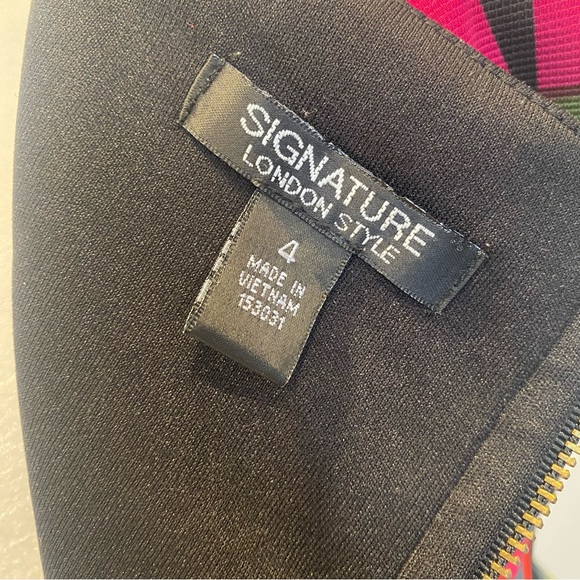 SIGNATURE
LONDON STYLE
4
MADE IN
VIETNAM
153031